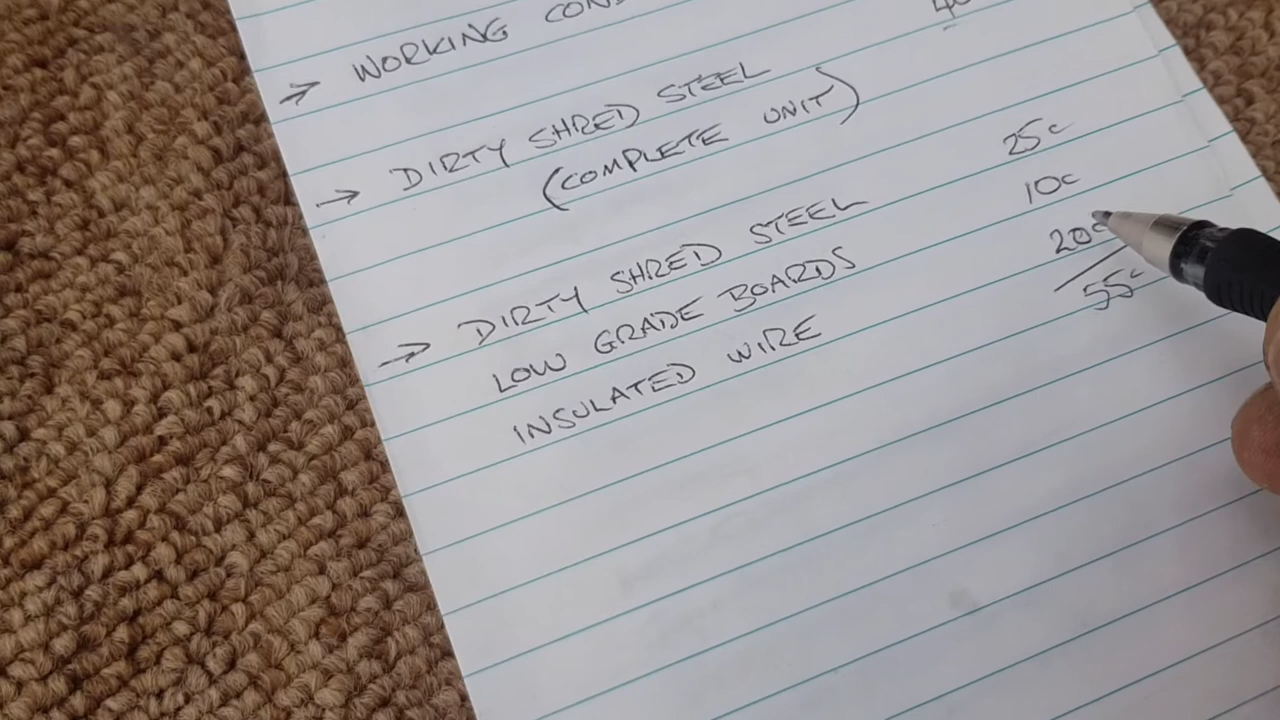 → WORKING
→ DIRTY SHRED STEEL
(COMPLETE UNIT)
→ DIRTY SHRED STEEL 25c
LOW GRADE BOARDS 10c
INSULATED WIRE 20c
55c